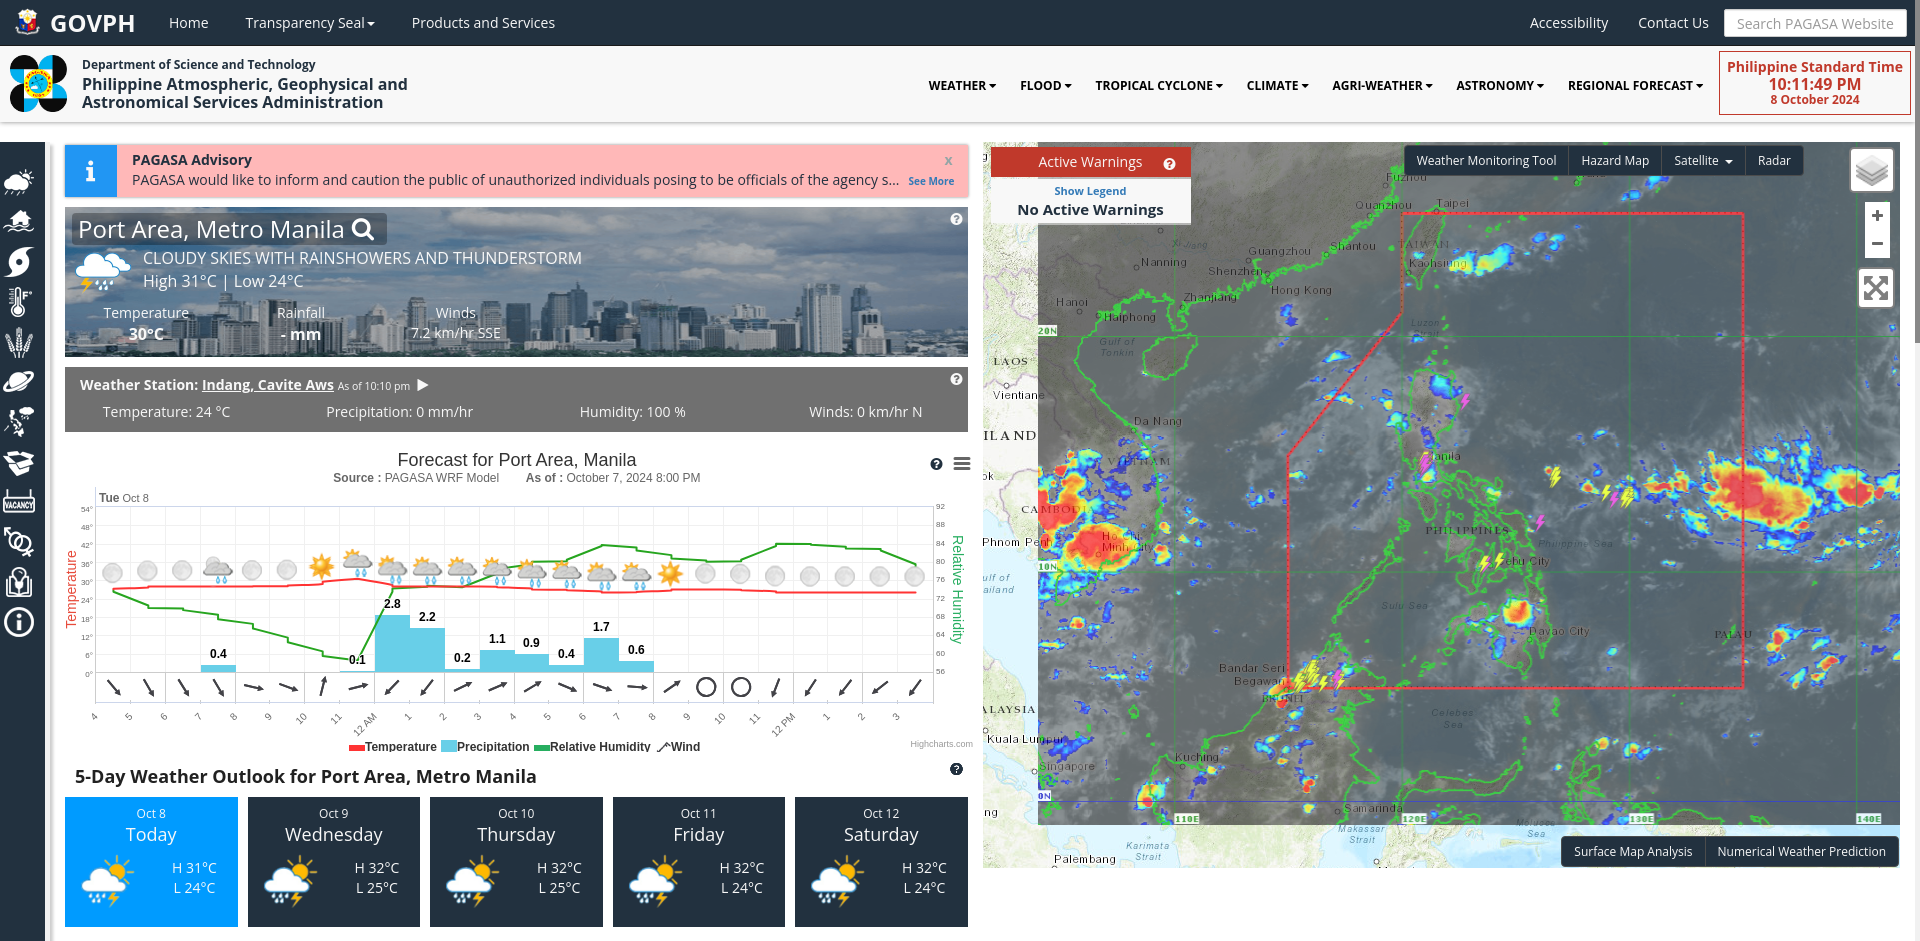 GOVPH
Home
Transparency Seal
Products and Services
Accessibility
Contact Us
Search PAGASA Website
Department of Science and Technology
Philippine Atmospheric, Geophysical and
Astronomical Services Administration
WEATHER
FLOOD
TROPICAL CYCLONE
CLIMATE
AGRI-WEATHER
ASTRONOMY
REGIONAL FORECAST
Philippine Standard Time
10:11:49 PM
8 October 2024
VACANCY
PAGASA Advisory
x
PAGASA would like to inform and caution the public of unauthorized individuals posing to be officials of the agency s... See More
Port Area, Metro Manila
CLOUDY SKIES WITH RAINSHOWERS AND THUNDERSTORM
High 31°C | Low 24°C
Temperature
Rainfall
Winds
30°C
- mm
7.2 km/hr SSE
Weather Station: Indang, Cavite Aws As of 10:10 pm
Temperature: 24 °C
Precipitation: 0 mm/hr
Humidity: 100 %
Winds: 0 km/hr N
Forecast for Port Area, Manila
Source : PAGASA WRF Model As of : October 7, 2024 8:00 PM
Tue Oct 8
Temperature
54°
48°
42°
36°
30°
24°
18°
12°
6°
0°
Relative Humidity
92
88
84
80
76
72
68
64
60
56
0.4
0.1
2.8
2.2
0.2
1.1
0.9
0.4
1.7
0.6
4
5
6
7
8
9
10
11
12 AM
1
2
3
4
5
6
7
8
9
10
11
12 PM
1
2
3
Temperature
Precipitation
Relative Humidity
Wind
Highcharts.com
5-Day Weather Outlook for Port Area, Metro Manila
Oct 8
Today
H 31°C
L 24°C
Oct 9
Wednesday
H 32°C
L 25°C
Oct 10
Thursday
H 32°C
L 25°C
Oct 11
Friday
H 32°C
L 24°C
Oct 12
Saturday
H 32°C
L 24°C
Active Warnings
Show Legend
No Active Warnings
Weather Monitoring Tool
Hazard Map
Satellite
Radar
+
−
Fuzhou
Quanzhou
Taipei
TAIWAN
Kaohsiung
Shantou
Guangzhou
Shenzhen
Hong Kong
Nanning
Zhanjiang
Hanoi
Haiphong
Gulf of
Tonkin
Luzon
Strait
20N
LAOS
Vientiane
Da Nang
VIETNAM
CAMBODIA
Phnom Penh
Ho Chi
Minh City
10N
PHILIPPINES
Philippine Sea
Cebu City
Sulu Sea
Davao City
PALAU
Bandar Seri
Begawan
BRUNEI
Celebes
Sea
Kuala Lumpur
Singapore
Kuching
0N
Samarinda
110E
120E
130E
140E
Makassar
Strait
Karimata
Strait
Palembang
Surface Map Analysis
Numerical Weather Prediction